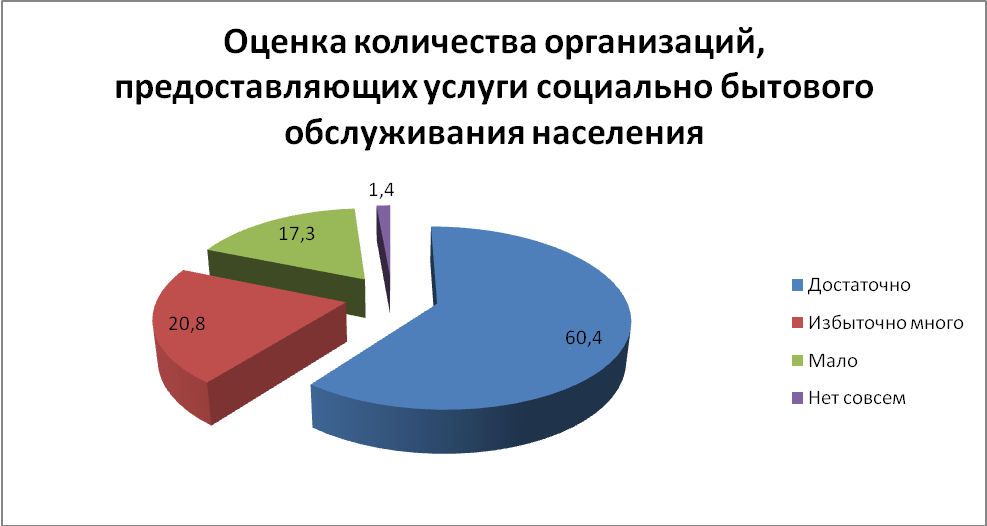 Оценка количества организаций,
предоставляющих услуги социально бытового
обслуживания населения
1,4
17,3
20,8
60,4
Достаточно
Избыточно много
Мало
Нет совсем